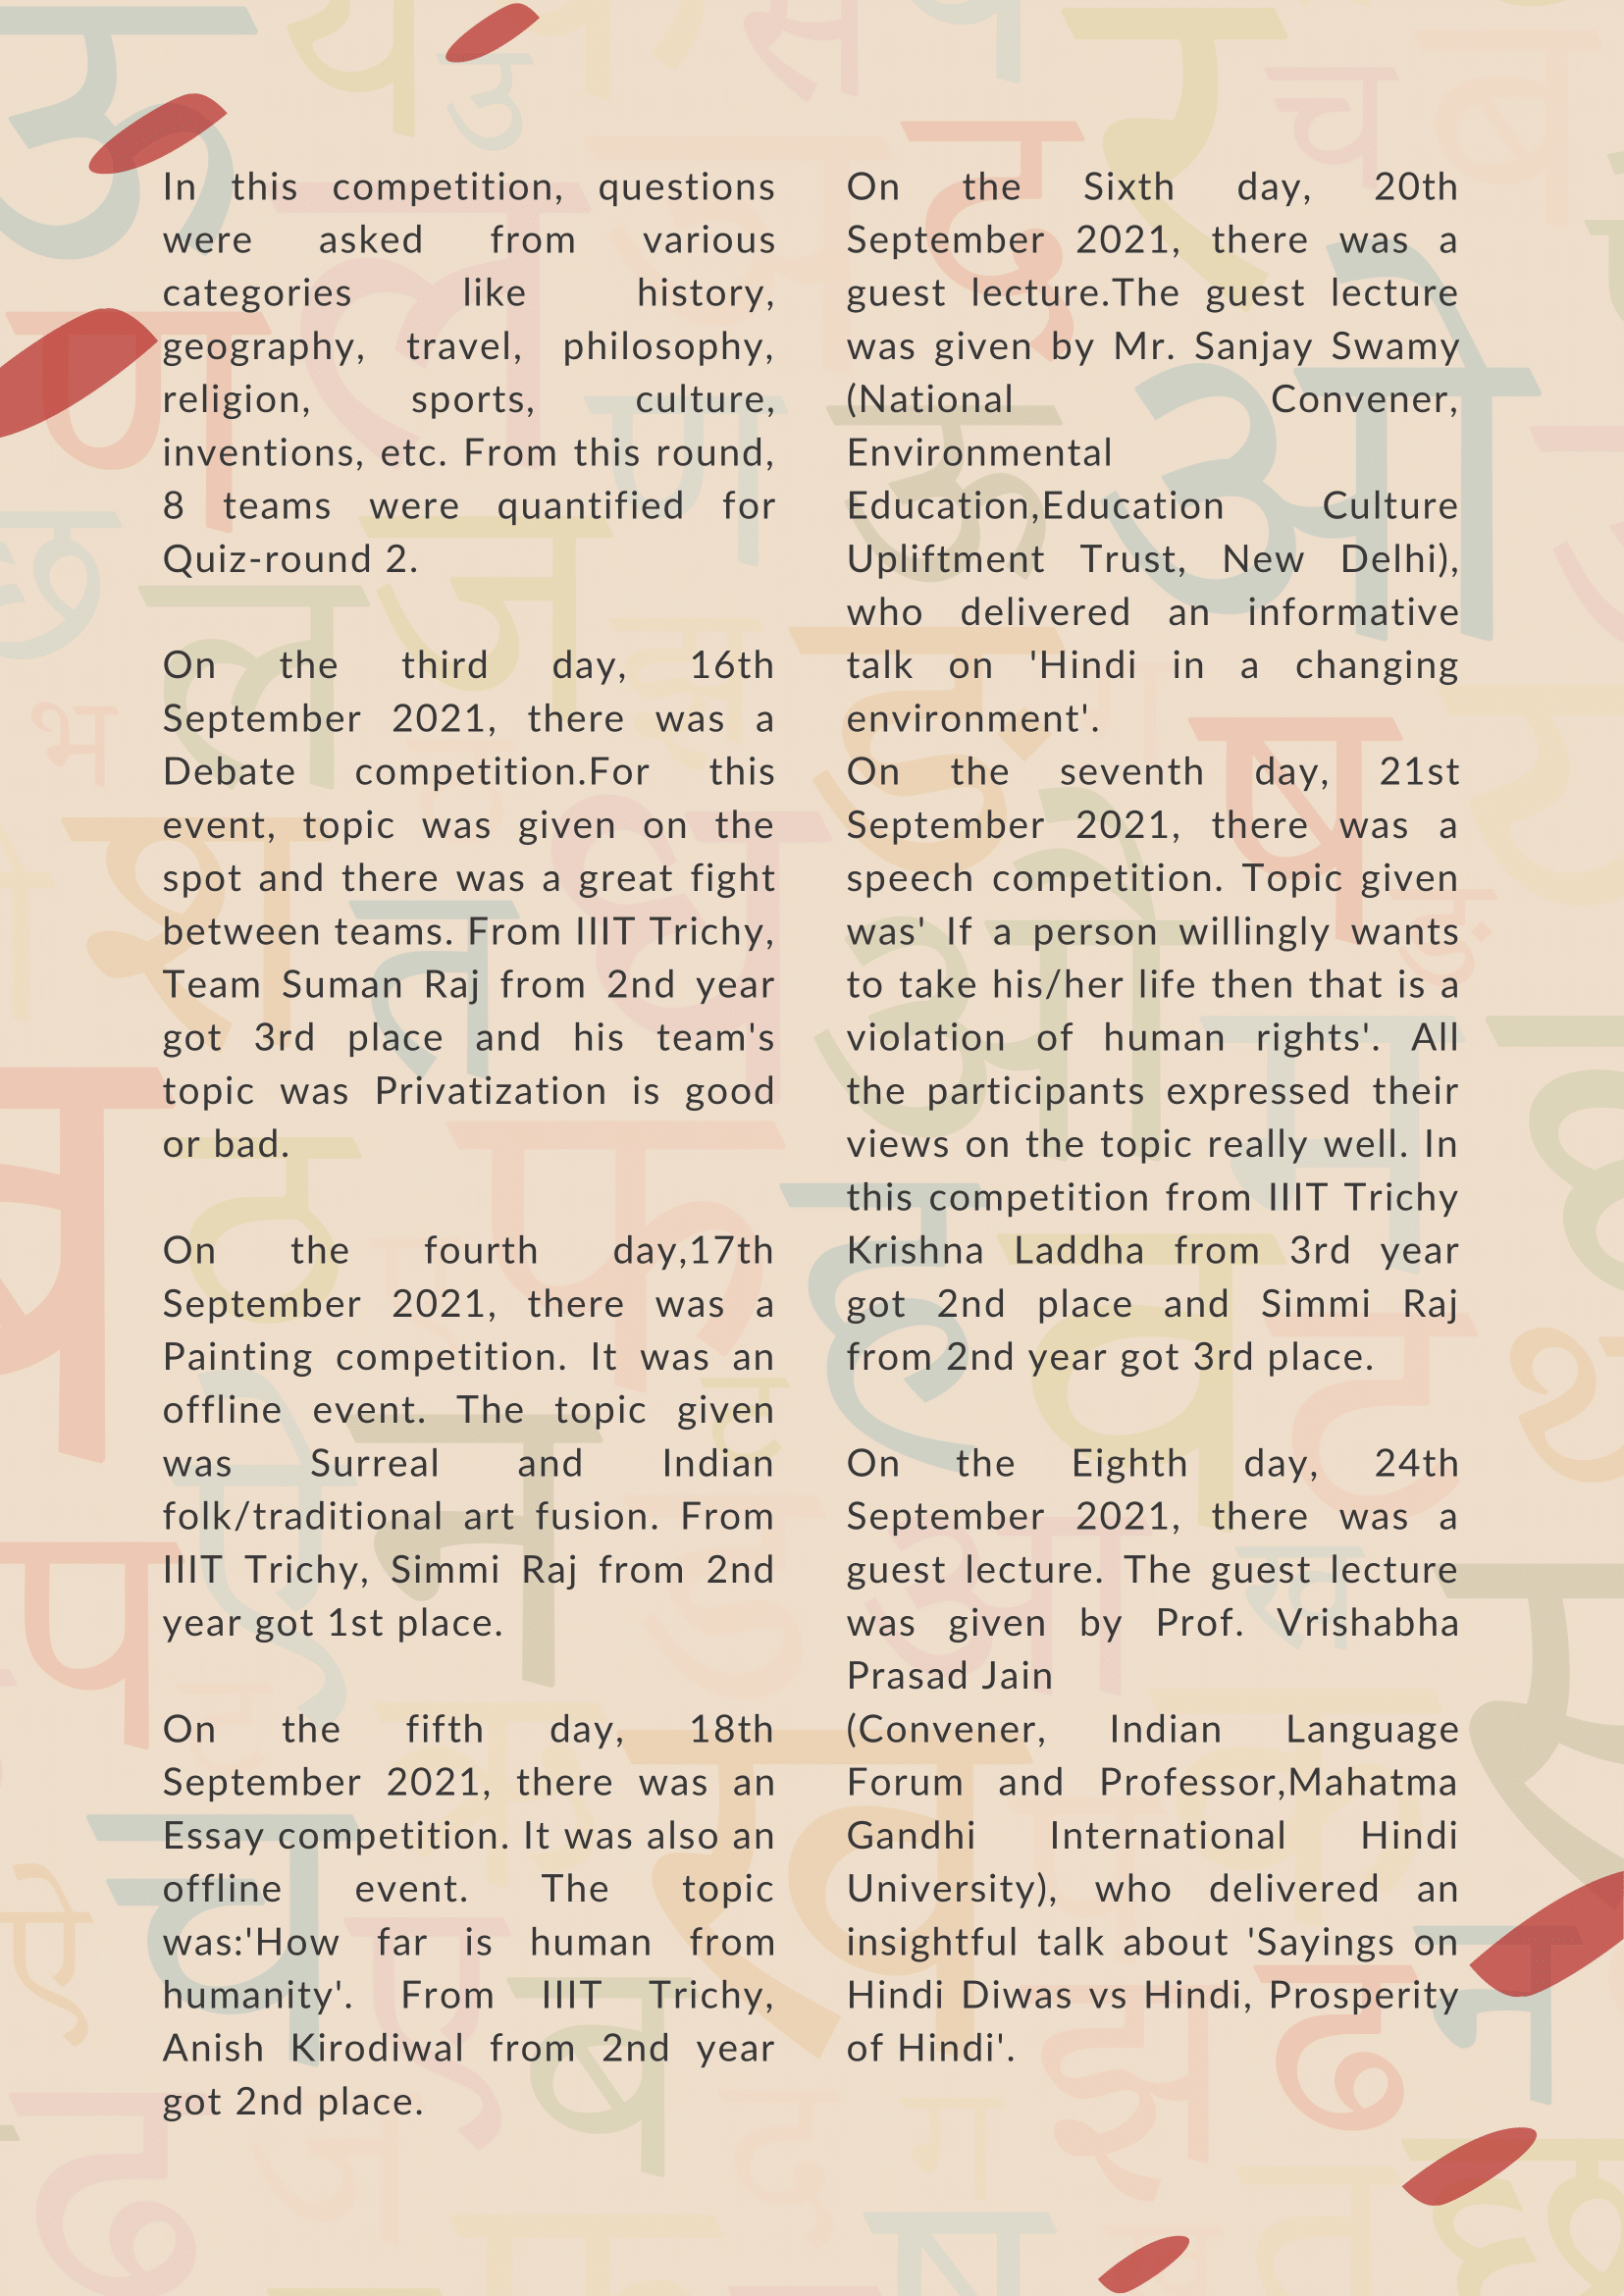 In this competition, questions
were asked from various
categories like history,
geography, travel, philosophy,
religion, sports, culture,
inventions, etc. From this round,
8 teams were quantified for
Quiz-round 2.
On the third day, 16th
September 2021, there was a
Debate competition.For this
event, topic was given on the
spot and there was a great fight
between teams. From IIIT Trichy,
Team Suman Raj from 2nd year
got 3rd place and his team's
topic was Privatization is good
or bad.
On the fourth day,17th
September 2021, there was a
Painting competition. It was an
offline event. The topic given
was Surreal and Indian
folk/traditional art fusion. From
IIIT Trichy, Simmi Raj from 2nd
year got 1st place.
On the fifth day, 18th
September 2021, there was an
Essay competition. It was also an
offline event. The topic
was:'How far is human from
humanity'. From IIIT Trichy,
Anish Kirodiwal from 2nd year
got 2nd place.
On the Sixth day, 20th
September 2021, there was a
guest lecture.The guest lecture
was given by Mr. Sanjay Swamy
(National Convener,
Environmental
Education,Education Culture
Upliftment Trust, New Delhi),
who delivered an informative
talk on 'Hindi in a changing
environment'.
On the seventh day, 21st
September 2021, there was a
speech competition. Topic given
was' If a person willingly wants
to take his/her life then that is a
violation of human rights'. All
the participants expressed their
views on the topic really well. In
this competition from IIIT Trichy
Krishna Laddha from 3rd year
got 2nd place and Simmi Raj
from 2nd year got 3rd place.
On the Eighth day, 24th
September 2021, there was a
guest lecture. The guest lecture
was given by Prof. Vrishabha
Prasad Jain
(Convener, Indian Language
Forum and Professor,Mahatma
Gandhi International Hindi
University), who delivered an
insightful talk about 'Sayings on
Hindi Diwas vs Hindi, Prosperity
of Hindi'.